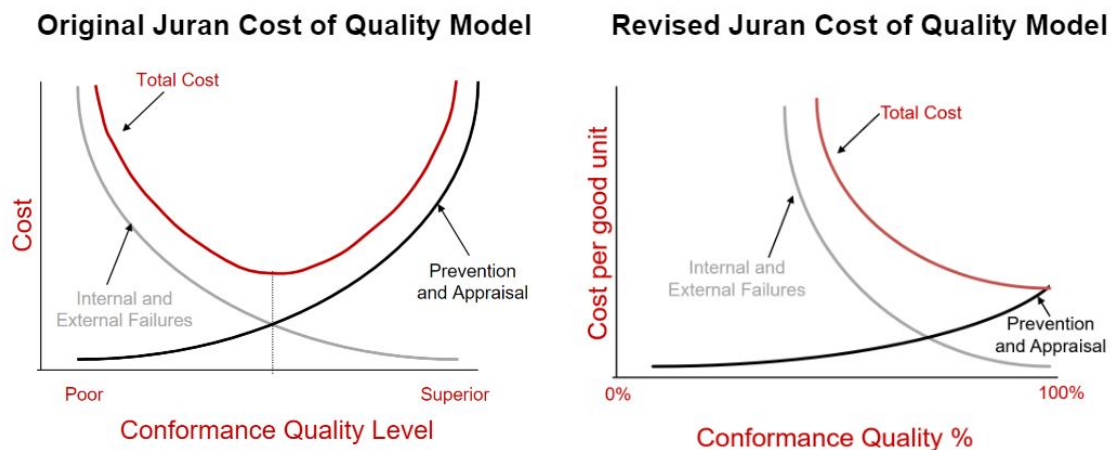 Original Juran Cost of Quality Model
Total Cost
Cost
Internal and
External Failures
Prevention
and Appraisal
Poor
Superior
Conformance Quality Level
Revised Juran Cost of Quality Model
Total Cost
Cost per good unit
Internal and
External Failures
Prevention
and Appraisal
0%
100%
Conformance Quality %